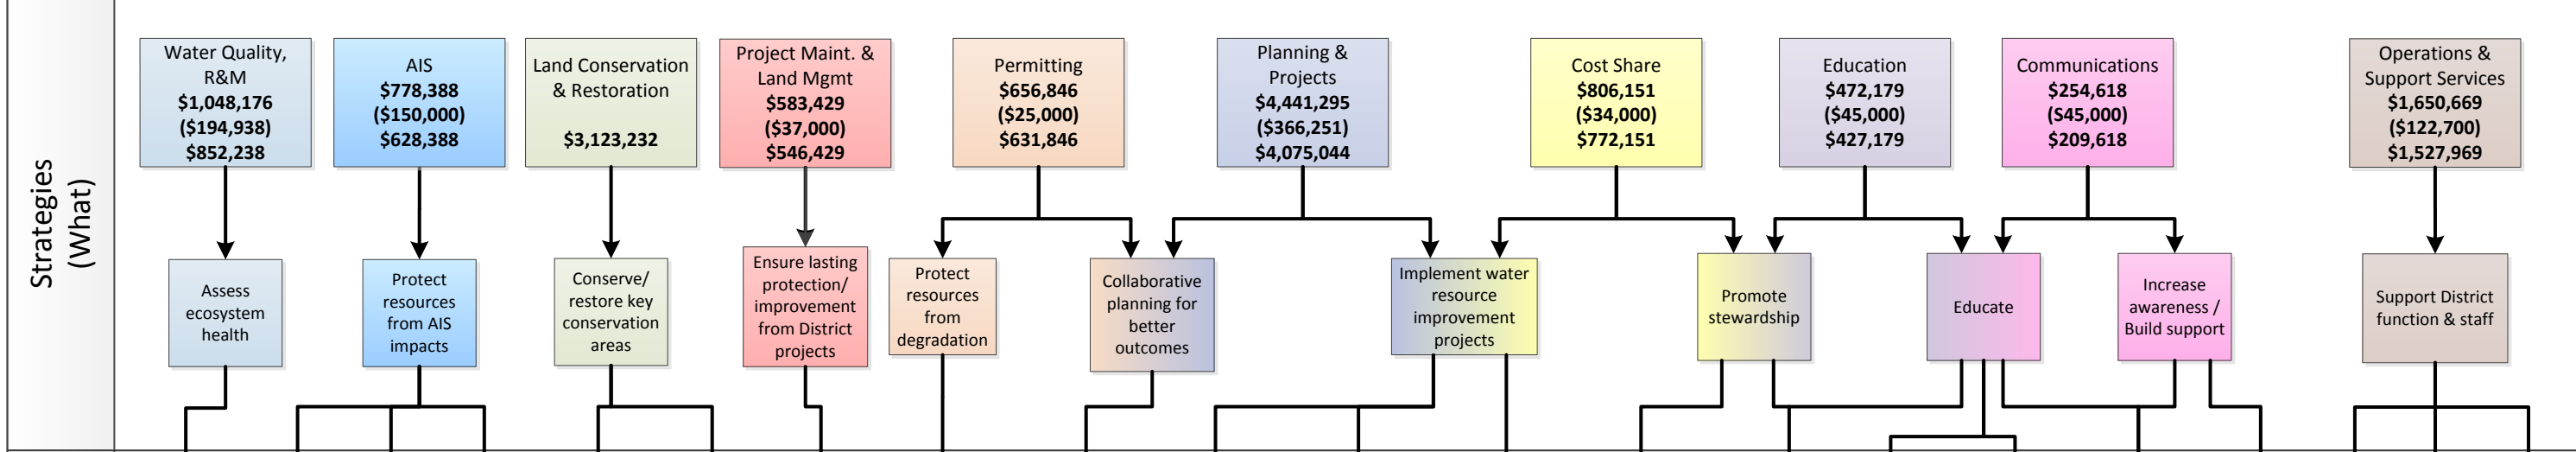 Strategies
(What)
Water Quality,
R&M
$1,048,176
($194,938)
$852,238
AIS
$778,388
($150,000)
$628,388
Land Conservation
& Restoration
$3,123,232
Project Maint. &
Land Mgmt
$583,429
($37,000)
$546,429
Permitting
$656,846
($25,000)
$631,846
Planning &
Projects
$4,441,295
($366,251)
$4,075,044
Cost Share
$806,151
($34,000)
$772,151
Education
$472,179
($45,000)
$427,179
Communications
$254,618
(S45,000)
$209,618
Operations &
Support Services
$1,650,669
($122,700)
$1,527,969
Assess
ecosystem
health
Protect
resources
from AIS
impacts
Conserve/
restore key
conservation
areas
Ensure lasting
protection/
improvement
from District
projects
Protect
resources
from
degradation
Collaborative
planning for
better
outcomes
Implement water
resource
improvement
projects
Promote
stewardship
Educate
Increase
awareness /
Build support
Support District
function & staff